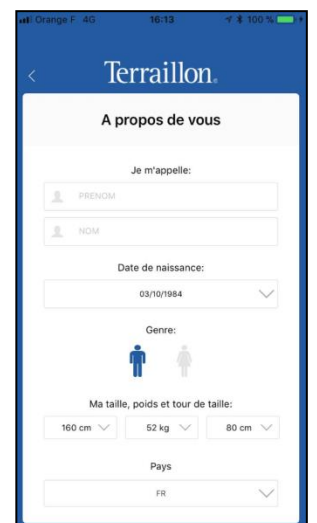 Orange F 4G 16:13 100 %
Terraillon®
A propos de vous
Je m'appelle:
PRENOM
NOM
Date de naissance:
03/10/1984
Genre:
Ma taille, poids et tour de taille:
160 cm 52 kg 80 cm
Pays
FR